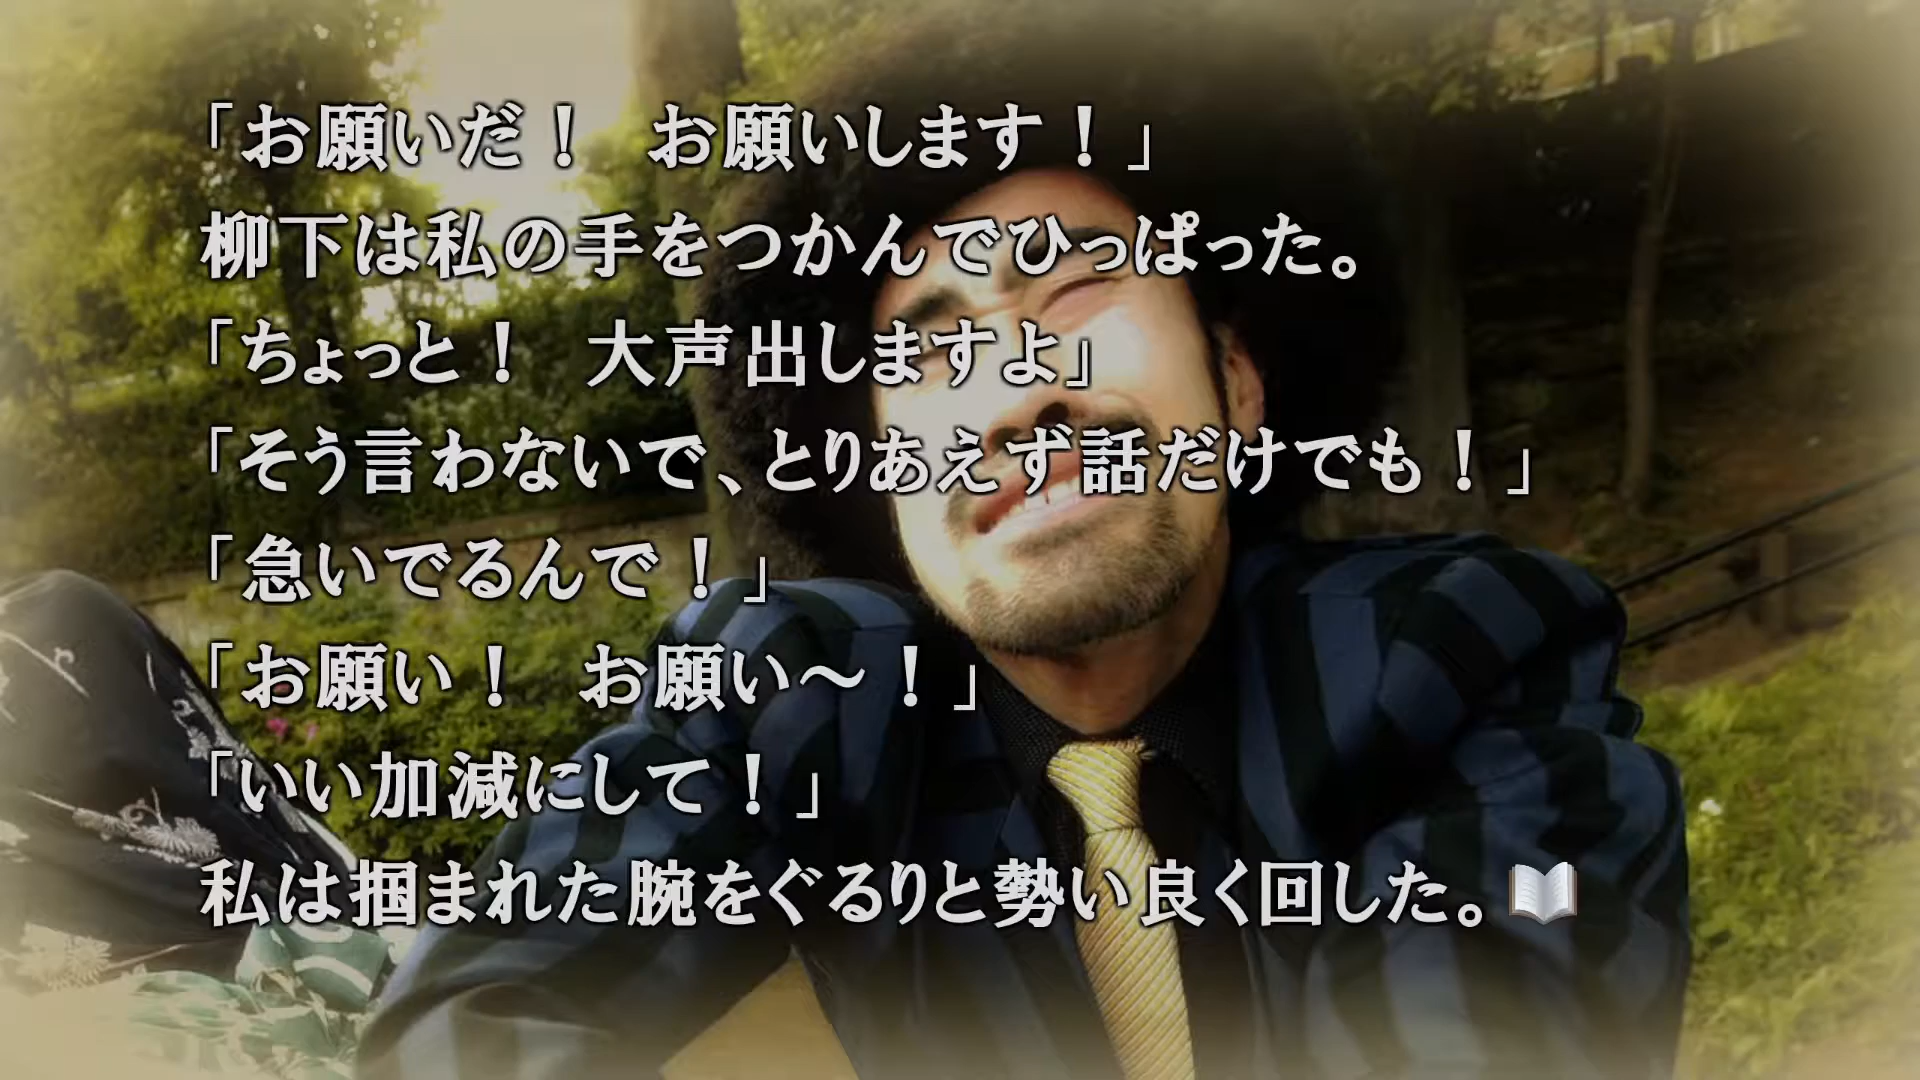 「お願いだ！　お願いします！」
柳下は私の手をつかんでひっぱった。
「ちょっと！　大声出しますよ」
「そう言わないで、とりあえず話だけでも！」
「急いでるんで！」
「お願い！　お願い～！」
「いい加減にして！」
私は掴まれた腕をぐるりと勢い良く回した。